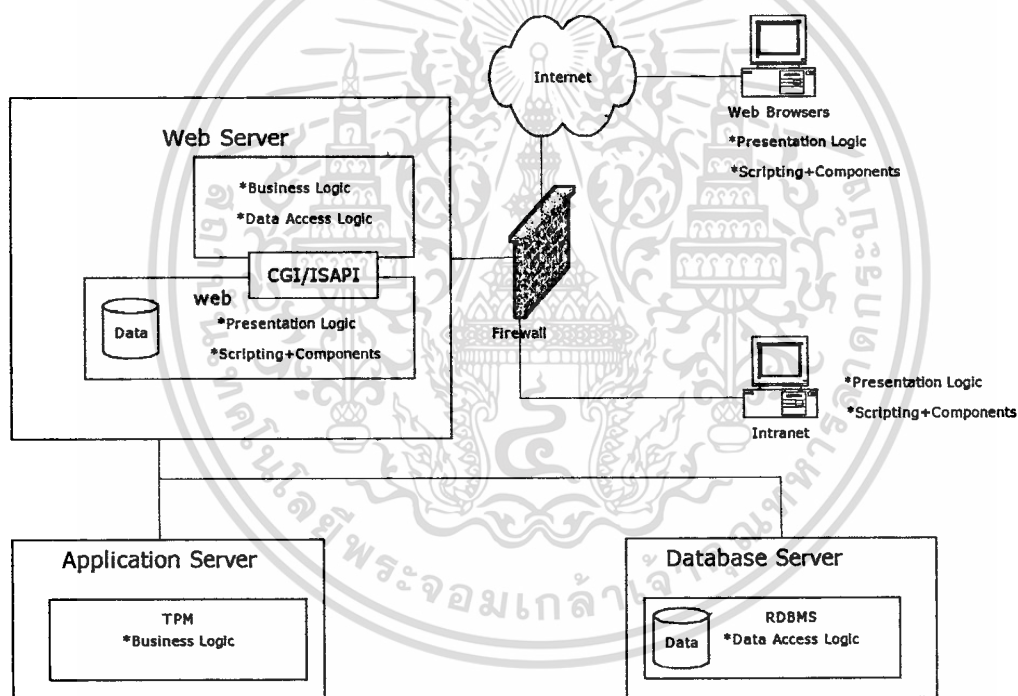 Internet
Web Browsers
*Presentation Logic
*Scripting+Components
Web Server
*Business Logic
*Data Access Logic
CGI/ISAPI
web
Data
*Presentation Logic
*Scripting+Components
Firewall
Intranet
*Presentation Logic
*Scripting+Components
Application Server
TPM
*Business Logic
Database Server
RDBMS
Data
*Data Access Logic